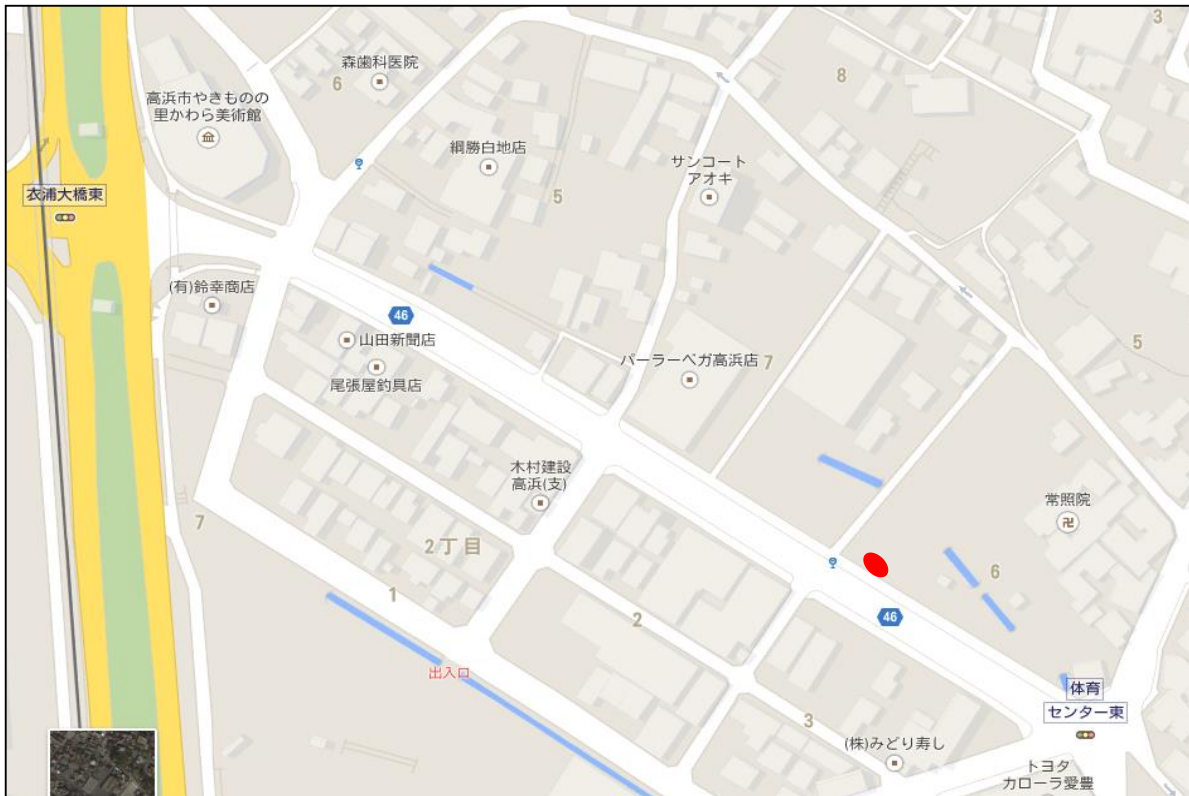 3
森歯科医院
6
8
高浜市やきものの
里かわら美術館
綱勝白地店
サンコート
アオキ
5
衣浦大橋東
(有)鈴幸商店
46
山田新聞店
尾張屋釣具店
パーラーベガ高浜店
7
5
木村建設
高浜(支)
常照院
卍
7
2丁目
6
1
2
46
出入口
体育
センター東
3
(株)みどり寿し
トヨタ
カローラ愛豊